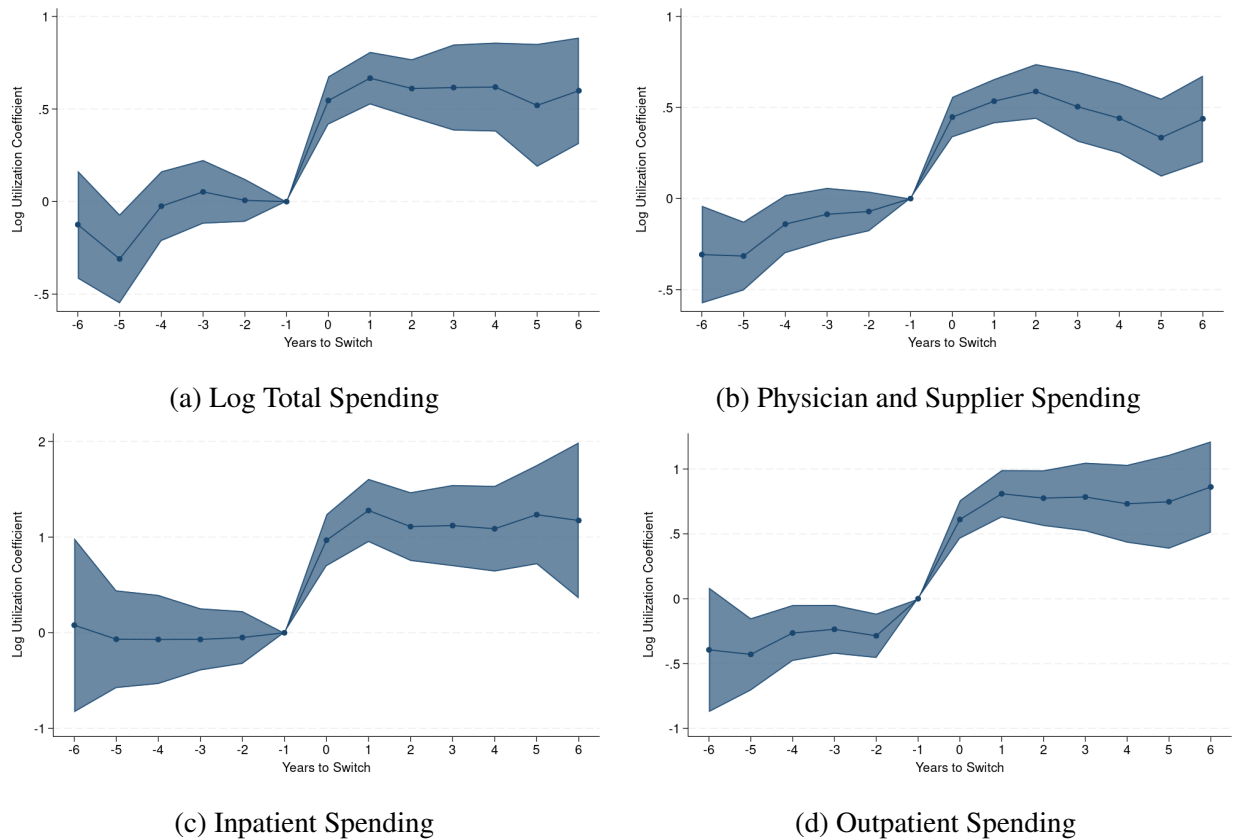 1
.5
0
-.5
Log Utilization Coefficient
-6 -5 -4 -3 -2 -1 0 1 2 3 4 5 6
Years to Switch
(a) Log Total Spending
1
.5
0
-.5
Log Utilization Coefficient
-6 -5 -4 -3 -2 -1 0 1 2 3 4 5 6
Years to Switch
(b) Physician and Supplier Spending
2
1
0
-1
Log Utilization Coefficient
-6 -5 -4 -3 -2 -1 0 1 2 3 4 5 6
Years to Switch
(c) Inpatient Spending
1
.5
0
-.5
-1
Log Utilization Coefficient
-6 -5 -4 -3 -2 -1 0 1 2 3 4 5 6
Years to Switch
(d) Outpatient Spending